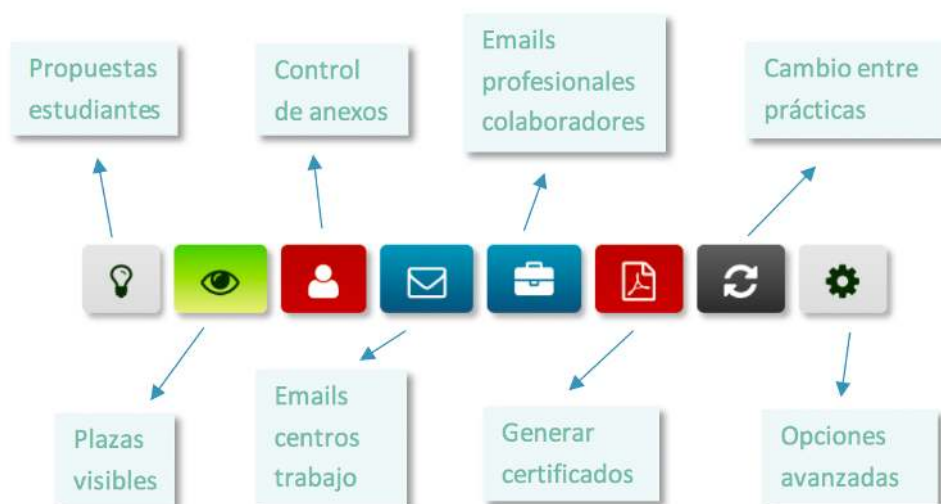 Propuestas
estudiantes
Control
de anexos
Emails
profesionales
colaboradores
Cambio entre
prácticas
Plazas
visibles
Emails
centros
trabajo
Generar
certificados
Opciones
avanzadas